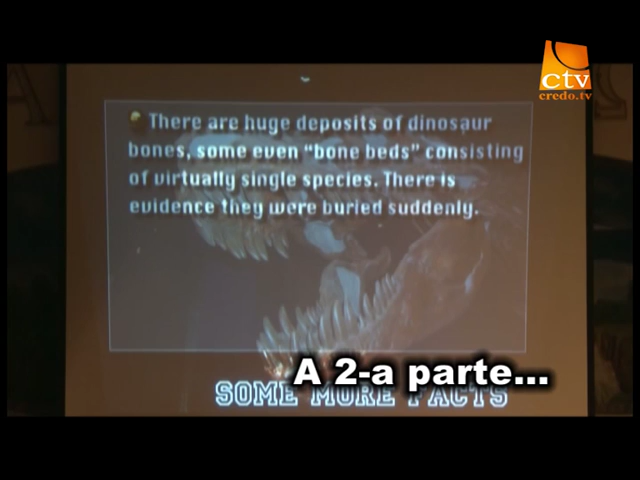 ctv
credo.tv
There are huge deposits of dinosaur
bones, some even "bone beds" consisting
of virtually single species. There is
evidence they were buried suddenly.
A 2-a parte...
SOME MORE FACTS